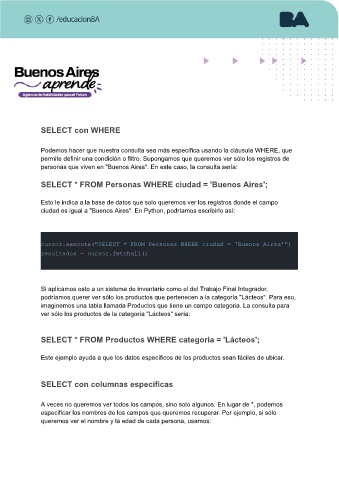 /educacionBA
BA
Buenos Aires
aprende
Agencia de Habilidades para el Futuro
SELECT con WHERE
Podemos hacer que nuestra consulta sea más específica usando la cláusula WHERE, que
permite definir una condición o filtro. Supongamos que queremos ver sólo los registros de
personas que viven en "Buenos Aires". En este caso, la consulta sería:
SELECT * FROM Personas WHERE ciudad = 'Buenos Aires';
Esto le indica a la base de datos que solo queremos ver los registros donde el campo
ciudad es igual a "Buenos Aires". En Python, podríamos escribirlo así:
cursor.execute("SELECT * FROM Personas WHERE ciudad = 'Buenos Aires'")
resultados = cursor.fetchall()
Si aplicamos esto a un sistema de inventario como el del Trabajo Final Integrador,
podríamos querer ver sólo los productos que pertenecen a la categoría "Lácteos". Para eso,
imaginemos una tabla llamada Productos que tiene un campo categoria. La consulta para
ver sólo los productos de la categoría "Lácteos" sería:
SELECT * FROM Productos WHERE categoria = 'Lácteos';
Este ejemplo ayuda a que los datos específicos de los productos sean fáciles de ubicar.
SELECT con columnas específicas
A veces no queremos ver todos los campos, sino solo algunos. En lugar de *, podemos
especificar los nombres de los campos que queremos recuperar. Por ejemplo, si sólo
queremos ver el nombre y la edad de cada persona, usamos: